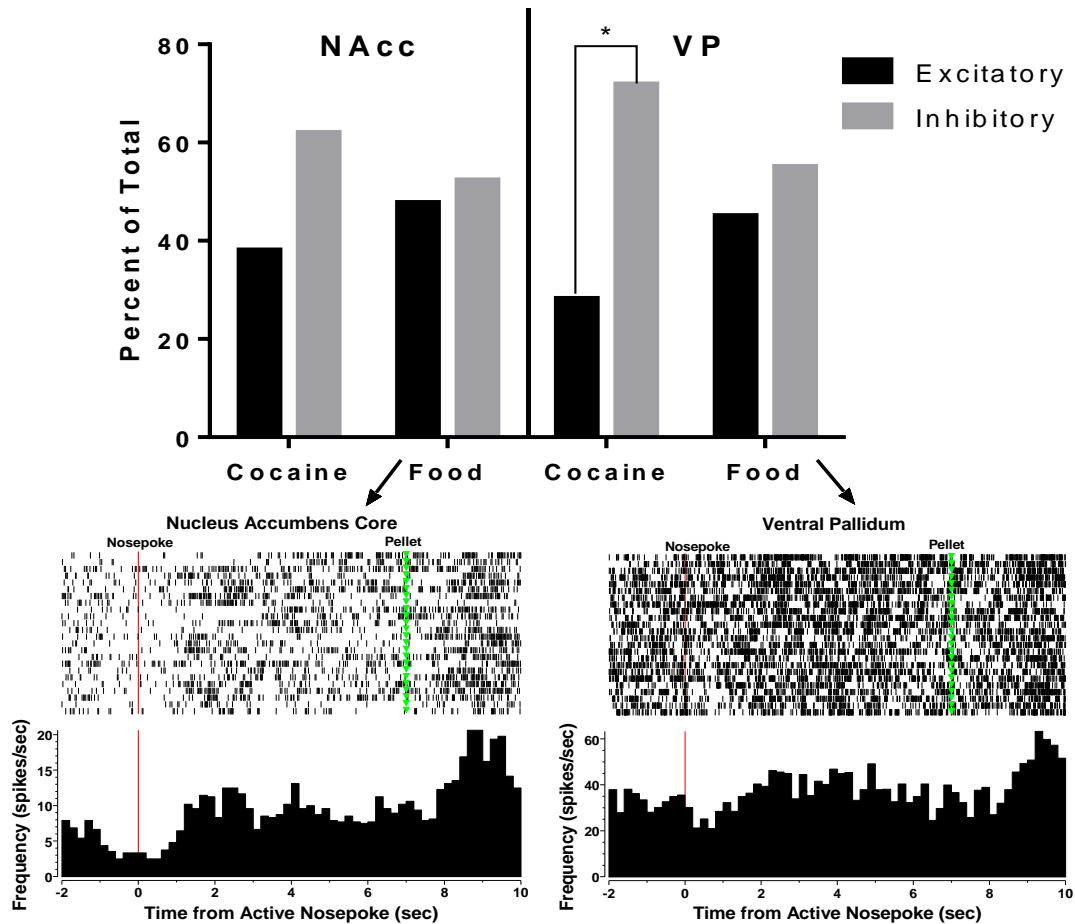 NAcc
VP
*
Excitatory
Inhibitory
Percent of Total
80
60
40
20
0
Cocaine
Food
Cocaine
Food
Nucleus Accumbens Core
Nosepoke
Pellet
Frequency (spikes/sec)
20
15
10
5
0
-2
0
2
4
6
8
10
Time from Active Nosepoke (sec)
Ventral Pallidum
Nosepoke
Pellet
Frequency (spikes/sec)
60
40
20
0
-2
0
2
4
6
8
10
Time from Active Nosepoke (sec)